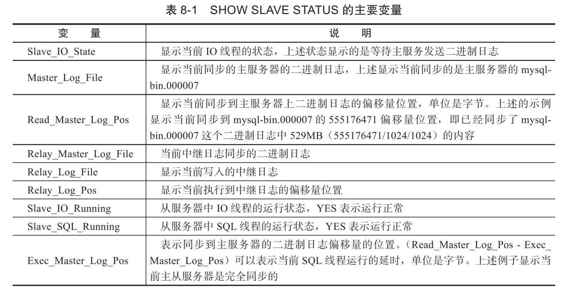 表 8-1 SHOW SLAVE STATUS 的主要变量
变 量 说 明
Slave_IO_State 显示当前 IO 线程的状态，上述状态显示的是等待主服务发送二进制日志
Master_Log_File 显示当前同步的主服务器的二进制日志，上述显示当前同步的是主服务器的 mysql-
bin.000007
Read_Master_Log_Pos 显示当前同步到主服务器上二进制日志的偏移量位置，单位是字节。上述的示例
显示当前同步到 mysql-bin.000007 的 555176471 偏移量位置，即已经同步了 mysql-
bin.000007 这个二进制日志中 529MB（555176471/1024/1024）的内容
Relay_Master_Log_File 当前中继日志同步的二进制日志
Relay_Log_File 显示当前写入的中继日志
Relay_Log_Pos 显示当前执行到中继日志的偏移量位置
Slave_IO_Running 从服务器中 IO 线程的运行状态，YES 表示运行正常
Slave_SQL_Running 从服务器中 SQL 线程的运行状态，YES 表示运行正常
Exec_Master_Log_Pos 表示同步到主服务器的二进制日志偏移量的位置。（Read_Master_Log_Pos - Exec_
Master_Log_Pos）可以表示当前 SQL 线程运行的延时，单位是字节。上述例子显示当
前主从服务器是完全同步的